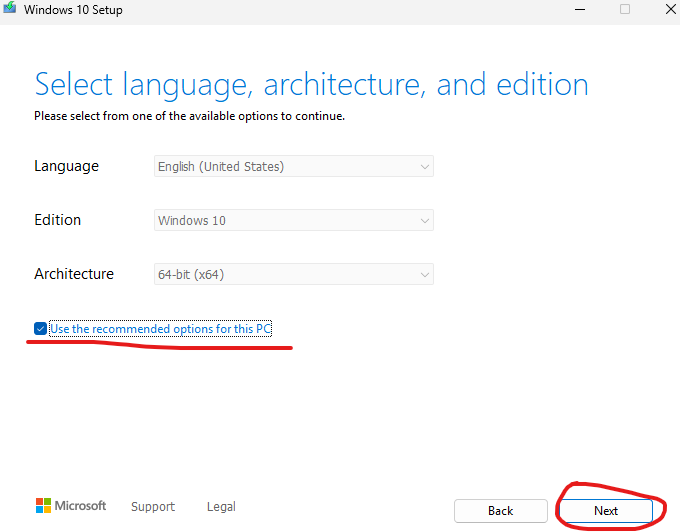 Windows 10 Setup
Select language, architecture, and edition
Please select from one of the available options to continue.
Language English (United States)
Edition Windows 10
Architecture 64-bit (x64)
Use the recommended options for this PC
Microsoft Support Legal Back Next